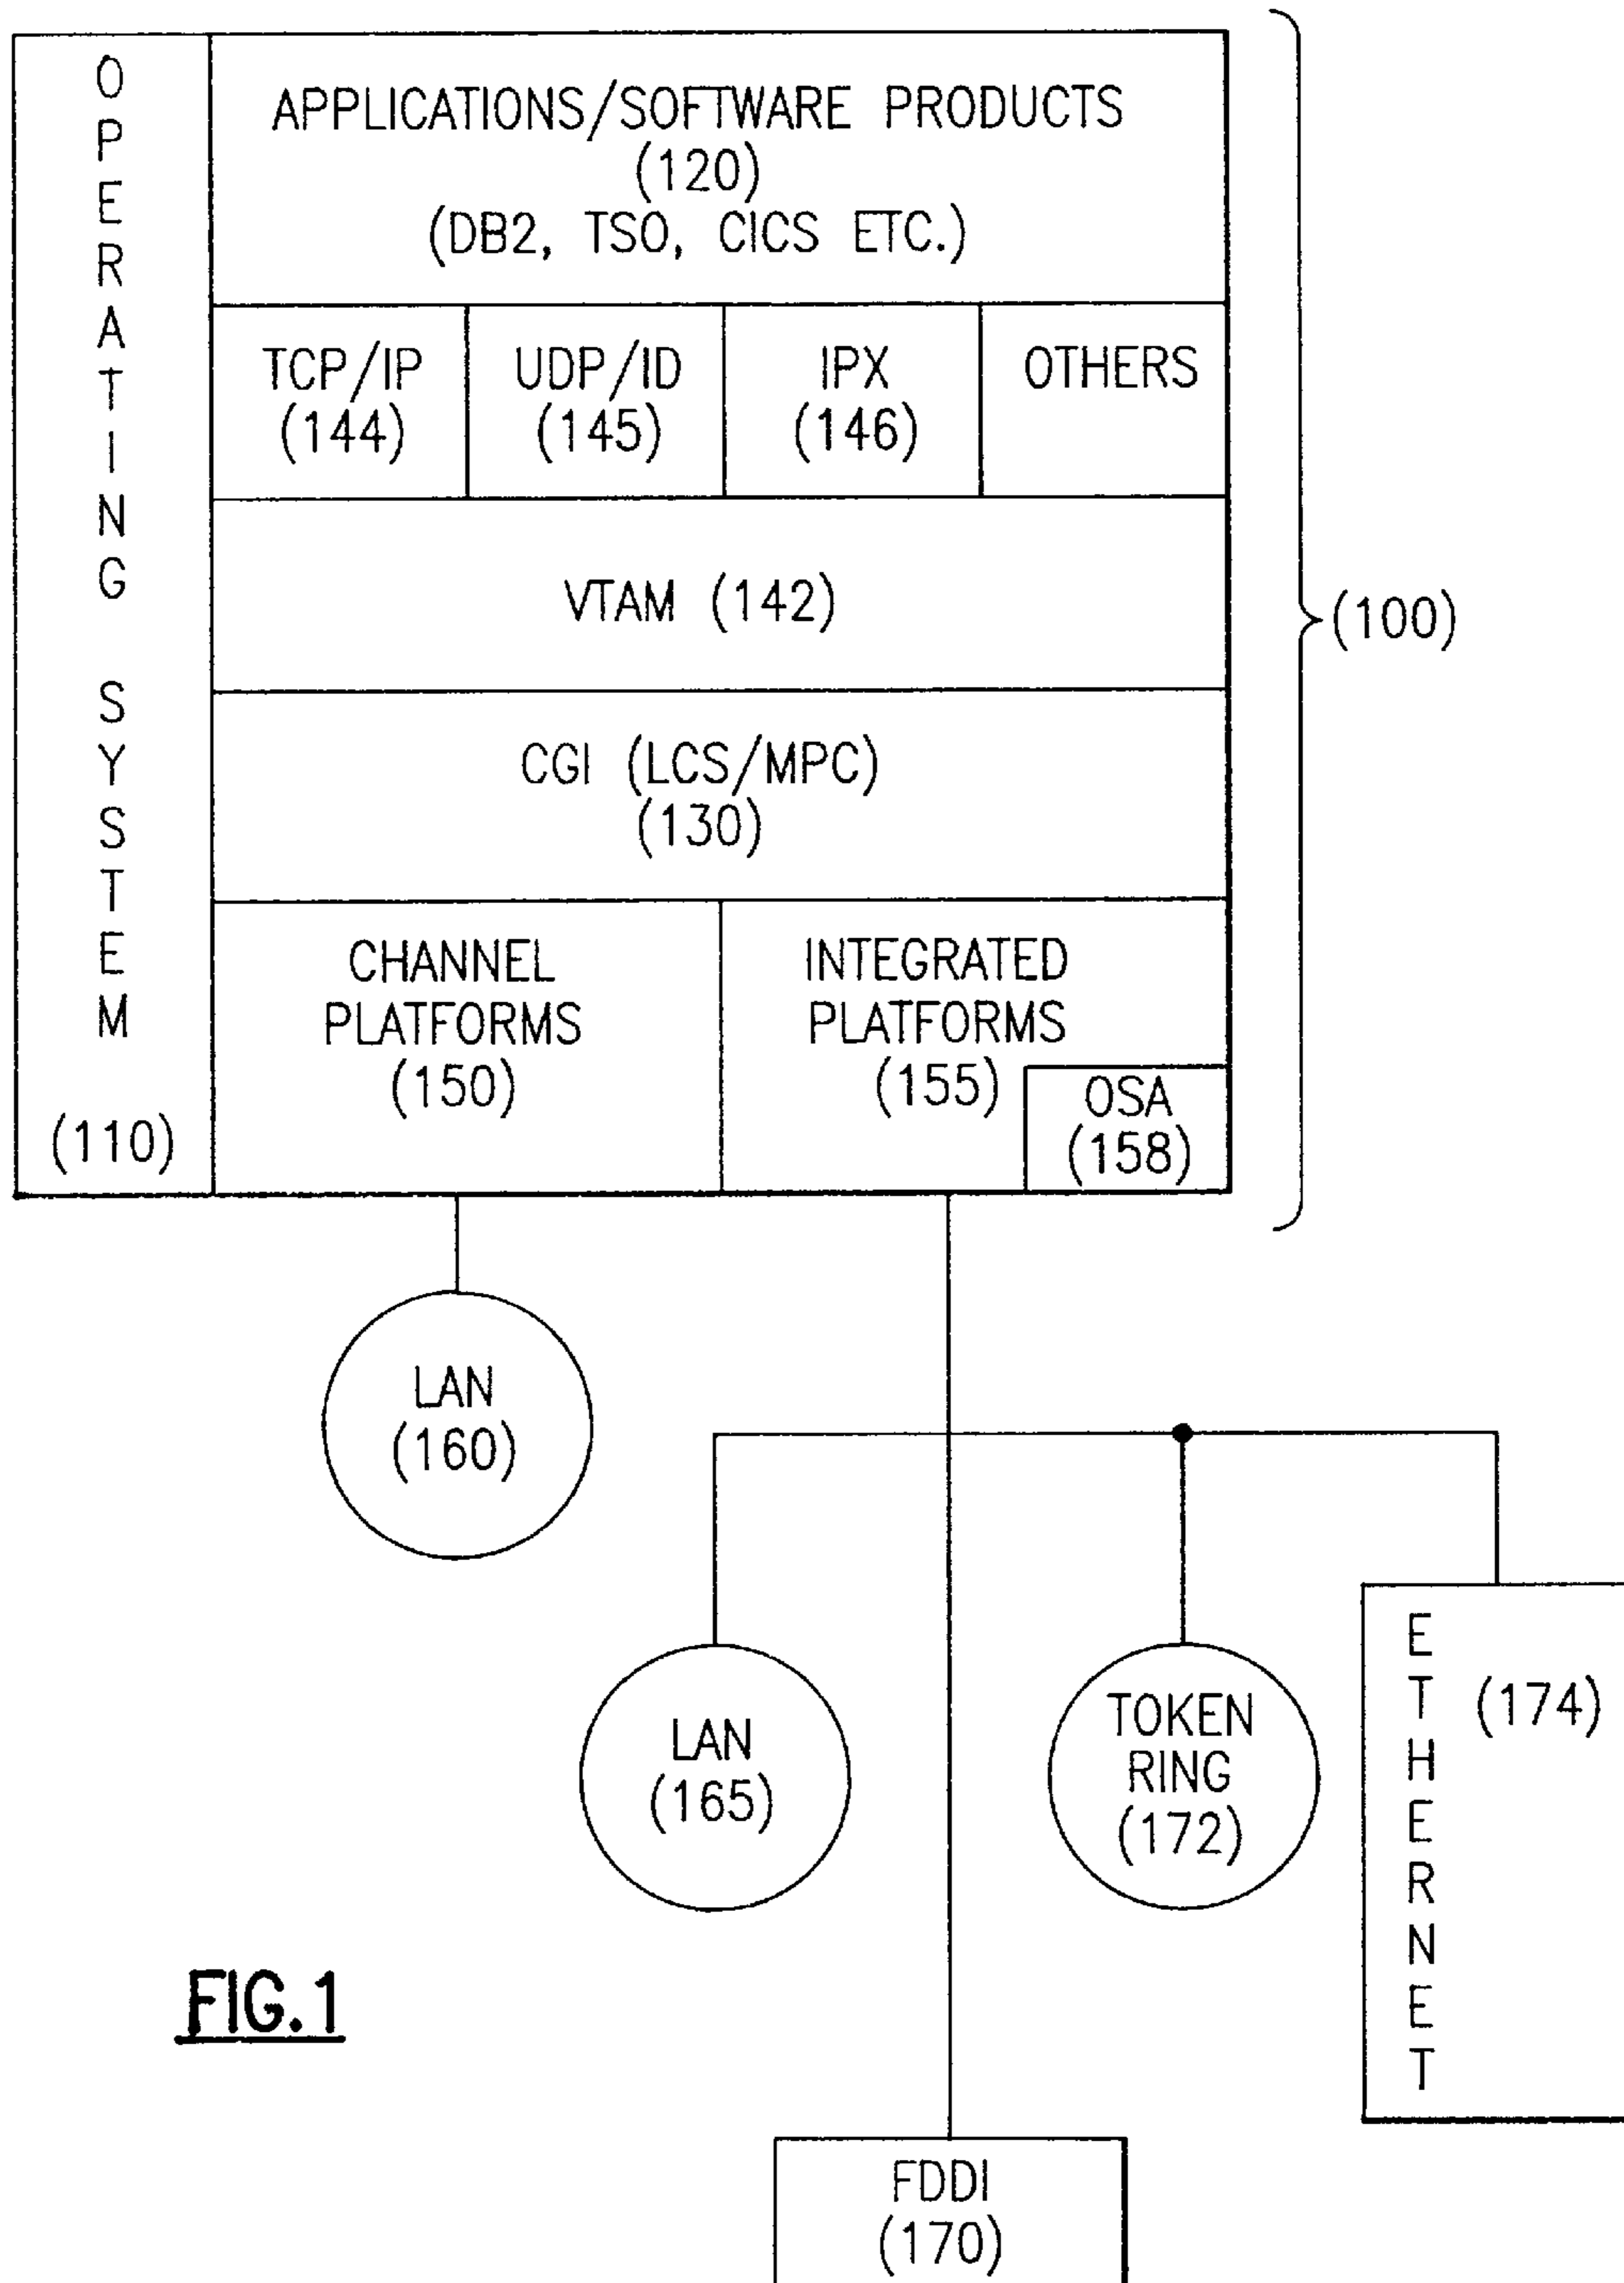 OPERATING SYSTEM
(110)
APPLICATIONS/SOFTWARE PRODUCTS
(120)
(DB2, TSO, CICS ETC.)
TCP/IP
(144)
UDP/ID
(145)
IPX
(146)
OTHERS
VTAM (142)
CGI (LCS/MPC)
(130)
CHANNEL
PLATFORMS
(150)
INTEGRATED
PLATFORMS
(155)
OSA
(158)
(100)
LAN
(160)
LAN
(165)
TOKEN
RING
(172)
ETHERNET
(174)
FDDI
(170)
FIG.1